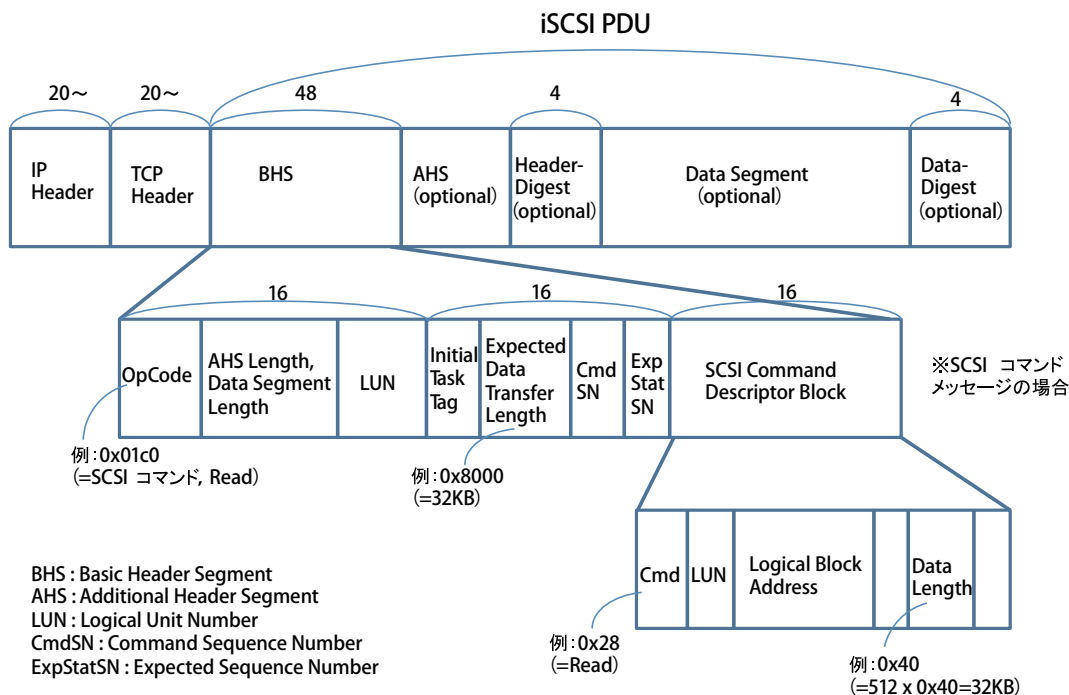 iSCSI PDU
20～
20～
48
4
4
IP
Header
TCP
Header
BHS
AHS
(optional)
Header-
Digest
(optional)
Data Segment
(optional)
Data-
Digest
(optional)
16
16
16
OpCode
AHS Length,
Data Segment
Length
LUN
Initial
Task
Tag
Expected
Data
Transfer
Length
Cmd
SN
Exp
Stat
SN
SCSI Command
Descriptor Block
※SCSI コマンド
メッセージの場合
例：0x01c0
(=SCSI コマンド, Read)
例：0x8000
(=32KB)
Cmd
LUN
Logical Block
Address
Data
Length
例：0x28
(=Read)
例：0x40
(=512 x 0x40=32KB)
BHS : Basic Header Segment
AHS : Additional Header Segment
LUN : Logical Unit Number
CmdSN : Command Sequence Number
ExpStatSN : Expected Sequence Number